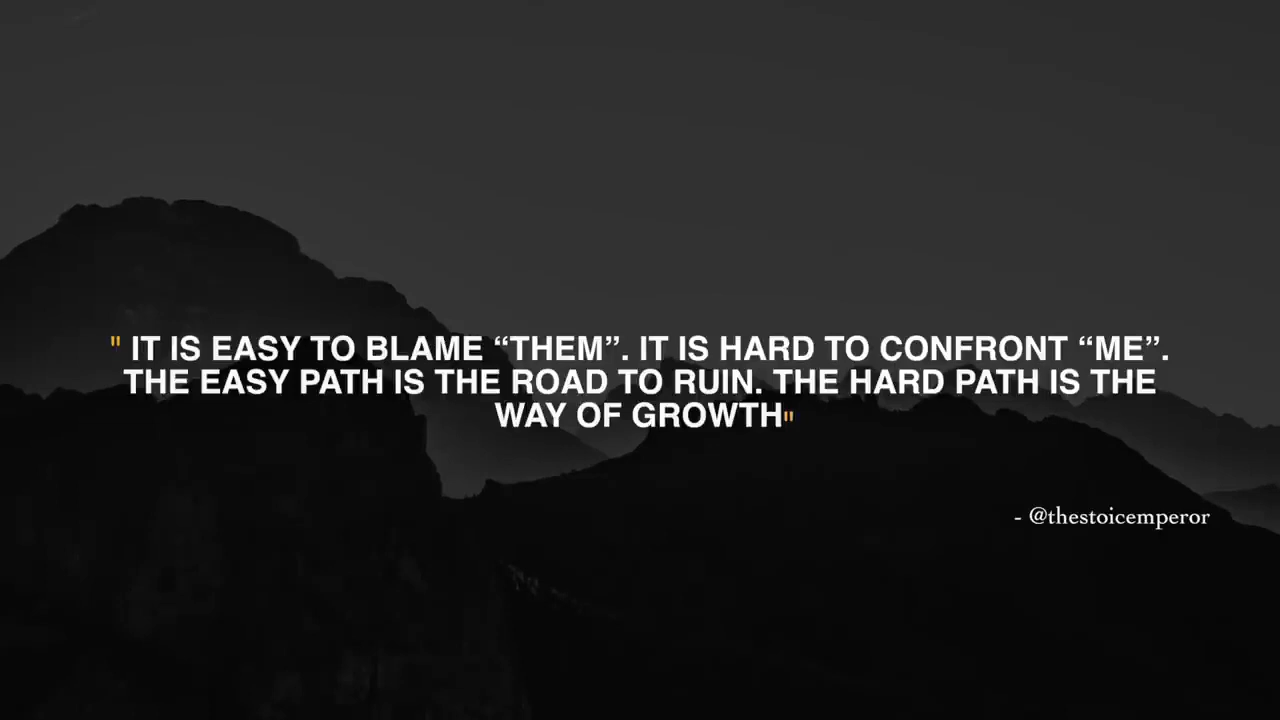 " IT IS EASY TO BLAME “THEM”. IT IS HARD TO CONFRONT “ME”.
THE EASY PATH IS THE ROAD TO RUIN. THE HARD PATH IS THE
WAY OF GROWTH"
- @thestoicemperor